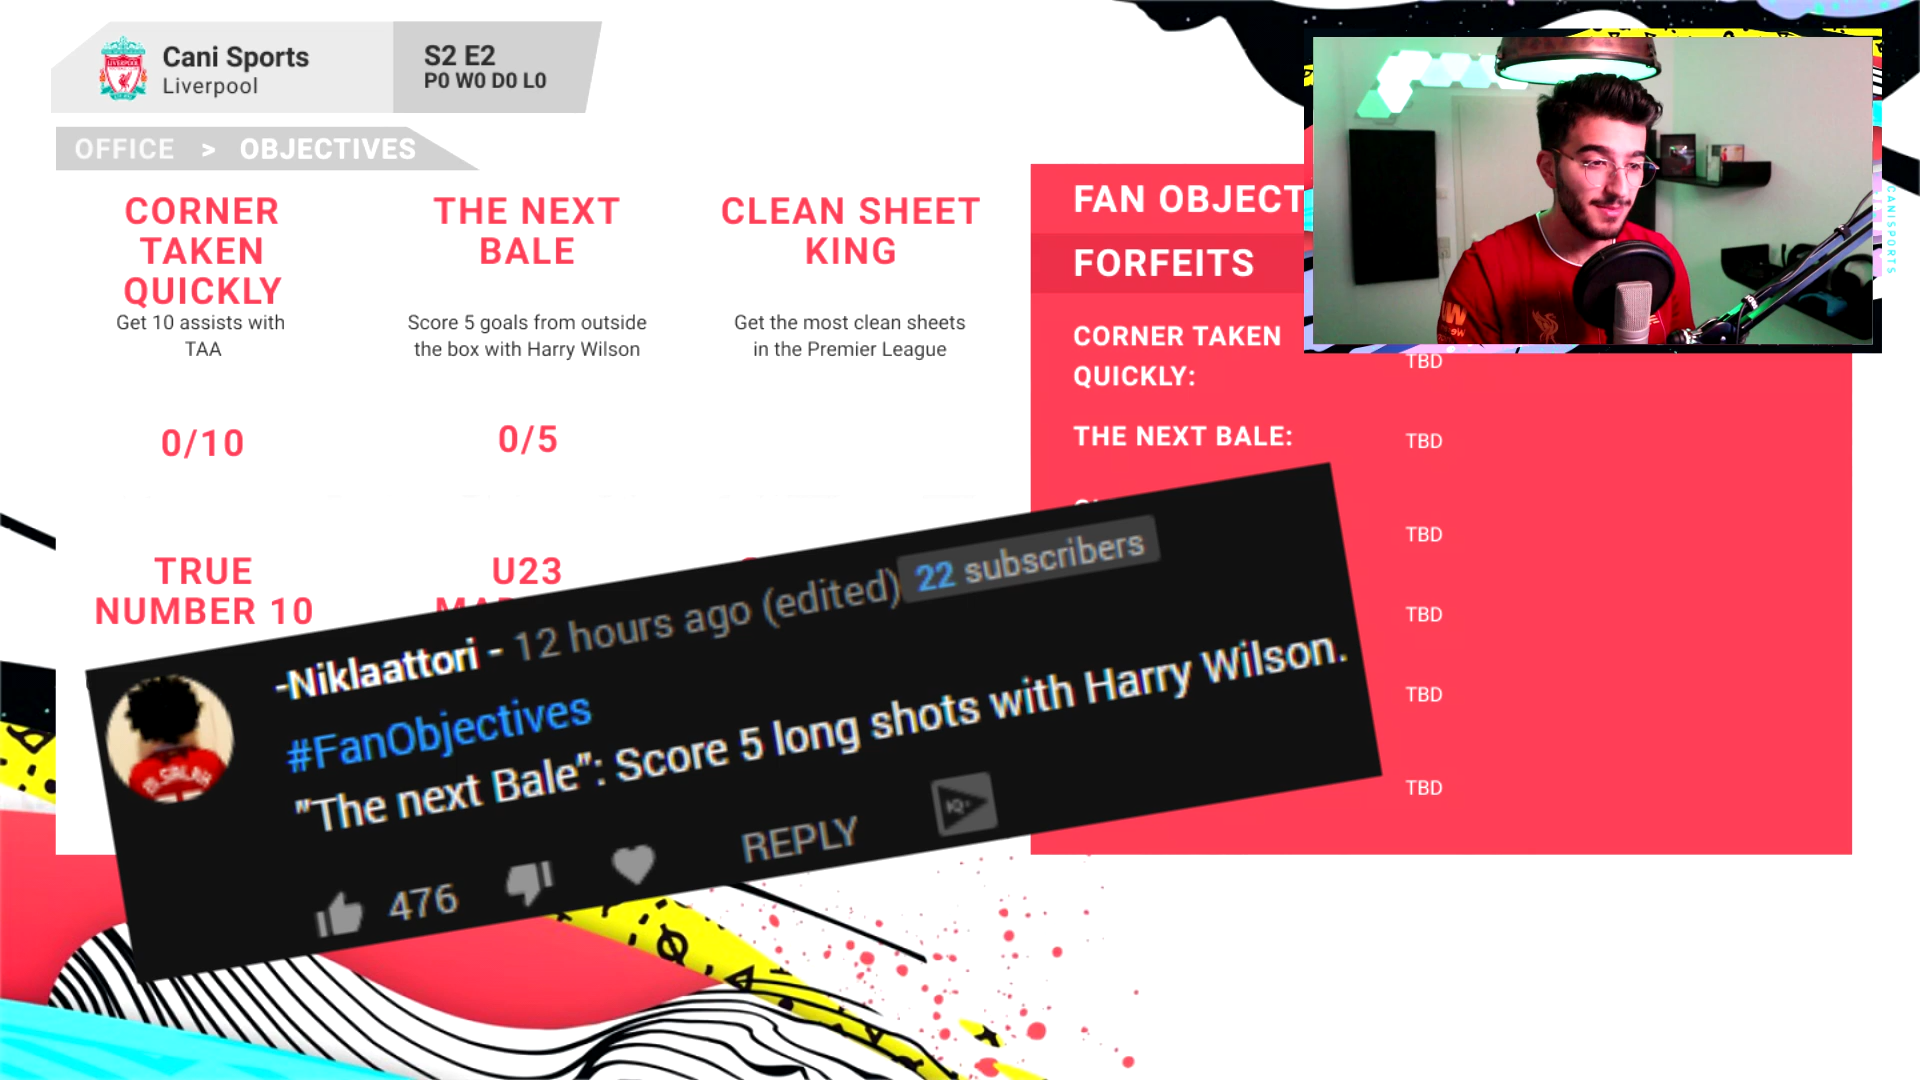 Cani Sports
Liverpool
S2 E2
P0 W0 D0 L0
OFFICE > OBJECTIVES
CORNER
TAKEN
QUICKLY
Get 10 assists with
TAA
0/10
THE NEXT
BALE
Score 5 goals from outside
the box with Harry Wilson
0/5
CLEAN SHEET
KING
Get the most clean sheets
in the Premier League
TRUE
NUMBER 10
U23
FAN OBJECT
FORFEITS
CORNER TAKEN
QUICKLY:
TBD
THE NEXT BALE:
TBD
TBD
TBD
TBD
TBD
CANISPORTS
-Niklaattori - 12 hours ago (edited) 22 subscribers
#FanObjectives
"The next Bale": Score 5 long shots with Harry Wilson.
476
REPLY